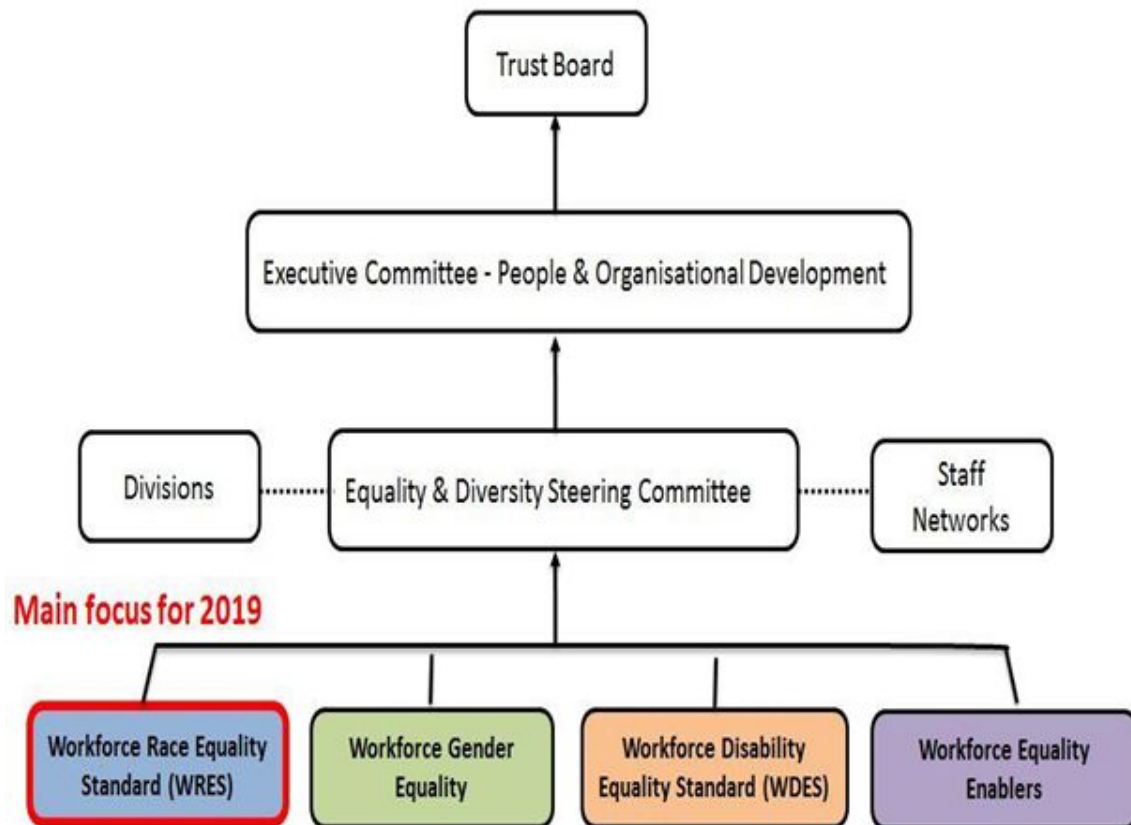 Trust Board
Executive Committee - People & Organisational Development
Divisions
Equality & Diversity Steering Committee
Staff
Networks
Main focus for 2019
Workforce Race Equality
Standard (WRES)
Workforce Gender
Equality
Workforce Disability
Equality Standard (WDES)
Workforce Equality
Enablers